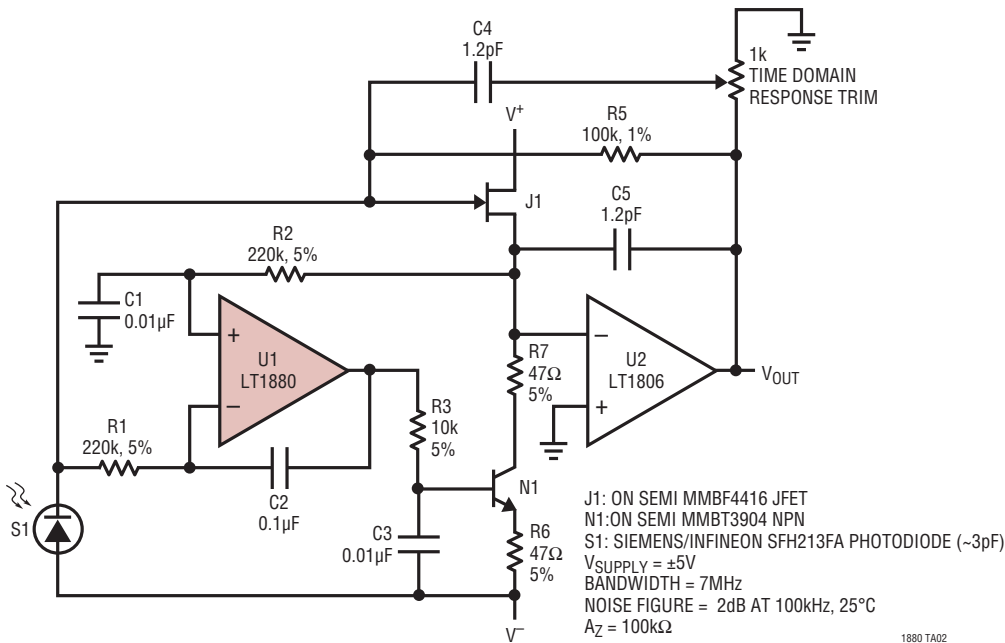 C4
1.2pF
1k
TIME DOMAIN
RESPONSE TRIM
V+
R5
100k, 1%
J1
C5
1.2pF
R2
220k, 5%
C1
0.01µF
+
U1
LT1880
−
R7
47Ω
5%
−
U2
LT1806
+
VOUT
R1
220k, 5%
R3
10k
5%
C2
0.1µF
N1
S1
C3
0.01µF
R6
47Ω
5%
V−
J1: ON SEMI MMBF4416 JFET
N1:ON SEMI MMBT3904 NPN
S1: SIEMENS/INFINEON SFH213FA PHOTODIODE (~3pF)
VSUPPLY = ±5V
BANDWIDTH = 7MHz
NOISE FIGURE = 2dB AT 100kHz, 25°C
AZ = 100kΩ
1880 TA02